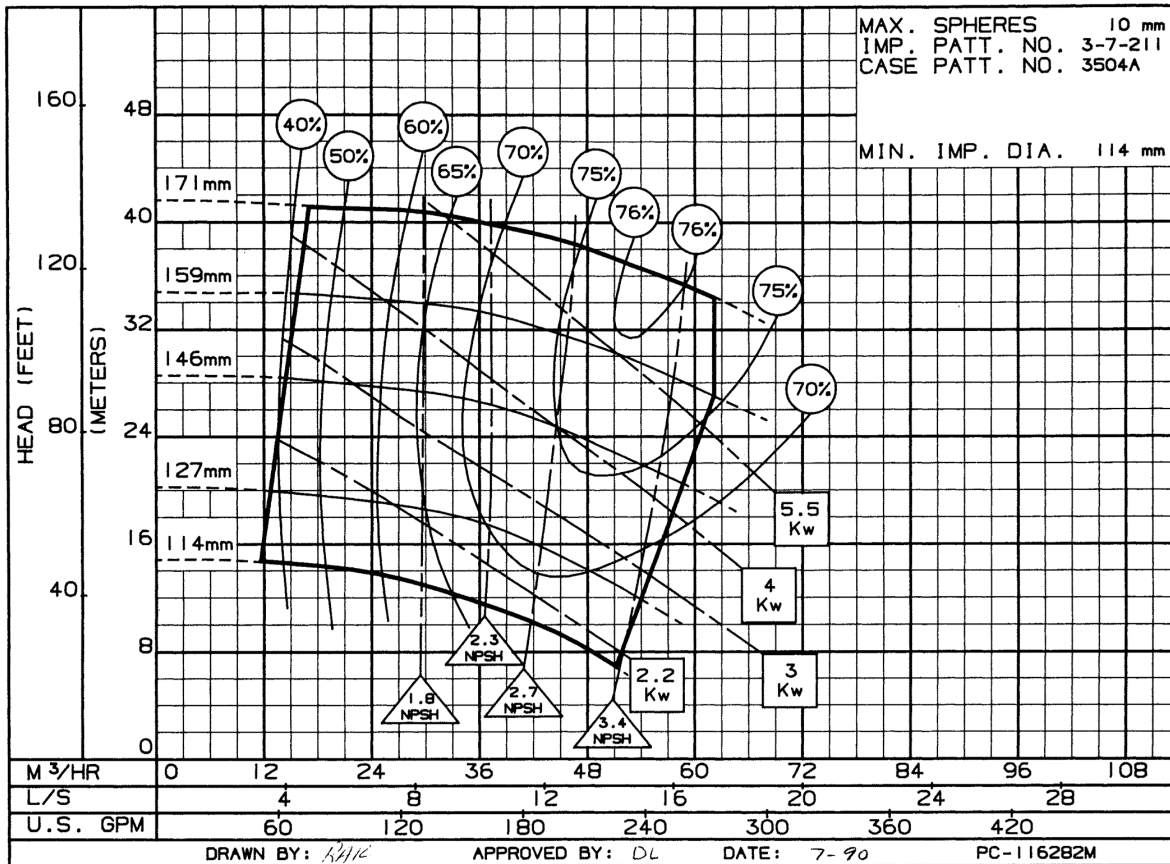 MAX. SPHERES 10 mm
IMP. PATT. NO. 3-7-211
CASE PATT. NO. 3504A
MIN. IMP. DIA. 114 mm
HEAD (FEET)
(METERS)
160
120
80
40
48
40
32
24
16
8
0
40%
50%
60%
65%
70%
75%
76%
76%
75%
70%
171mm
159mm
146mm
127mm
114mm
5.5 Kw
4 Kw
3 Kw
2.2 Kw
1.8 NPSH
2.3 NPSH
2.7 NPSH
3.4 NPSH
M³/HR 0 12 24 36 48 60 72 84 96 108
L/S 4 8 12 16 20 24 28
U.S. GPM 60 120 180 240 300 360 420
DRAWN BY: APPROVED BY: DL DATE: 7-90 PC-116282M